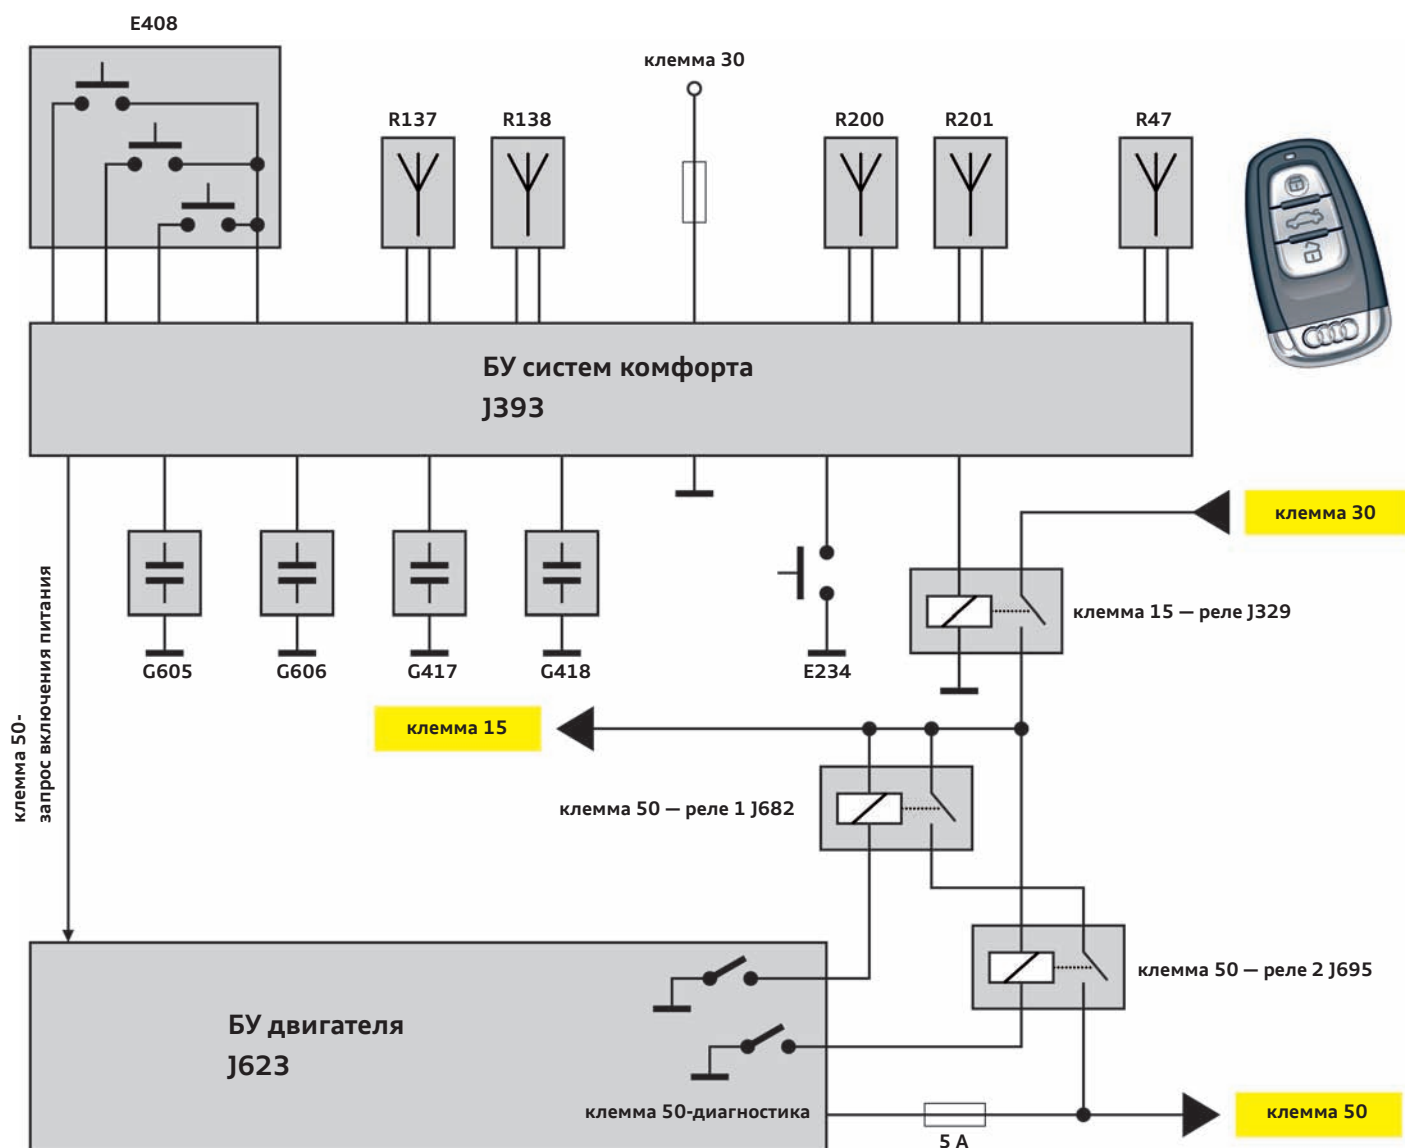 E408
клемма 30
R137
R138
R200
R201
R47
БУ систем комфорта
J393
клемма 30
клемма 15 — реле J329
G605
G606
G417
G418
E234
клемма 50-
запрос включения питания
клемма 15
клемма 50 — реле 1 J682
клемма 50 — реле 2 J695
БУ двигателя
J623
клемма 50-диагностика
5 A
клемма 50